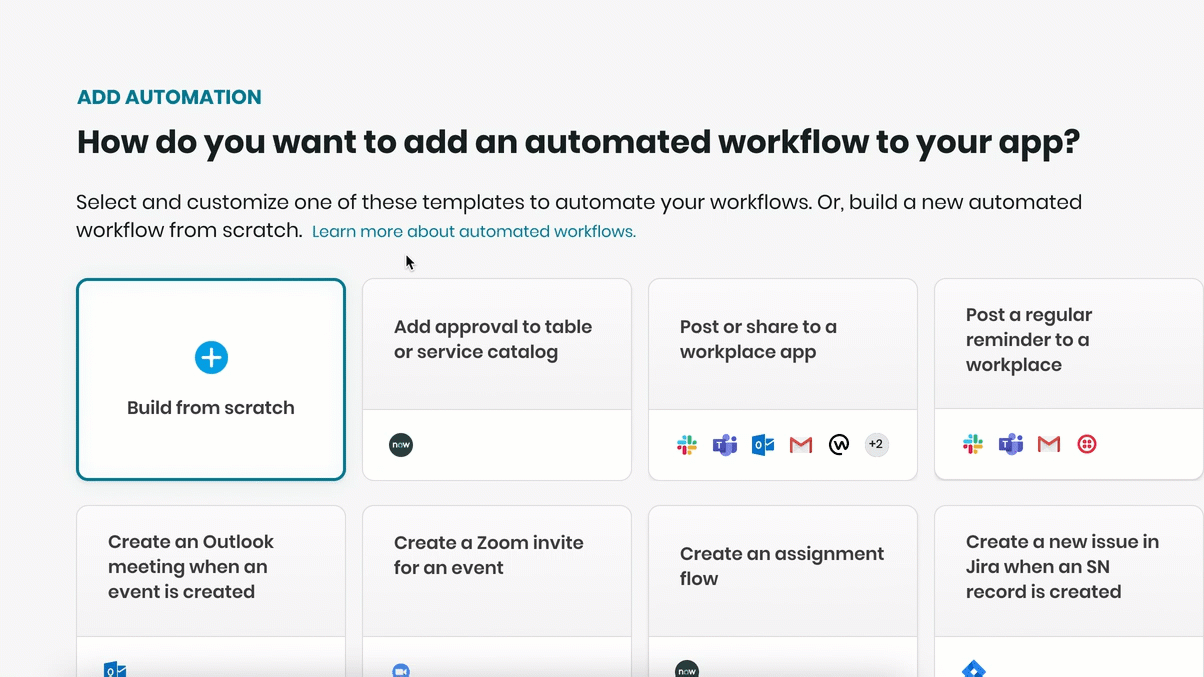 ADD AUTOMATION
How do you want to add an automated workflow to your app?
Select and customize one of these templates to automate your workflows. Or, build a new automated
workflow from scratch. Learn more about automated workflows.
Build from scratch
Add approval to table
or service catalog
now
Post or share to a
workplace app
+2
Post a regular
reminder to a
workplace
Create an Outlook
meeting when an
event is created
Create a Zoom invite
for an event
Create an assignment
flow
now
Create a new issue in
Jira when an SN
record is created